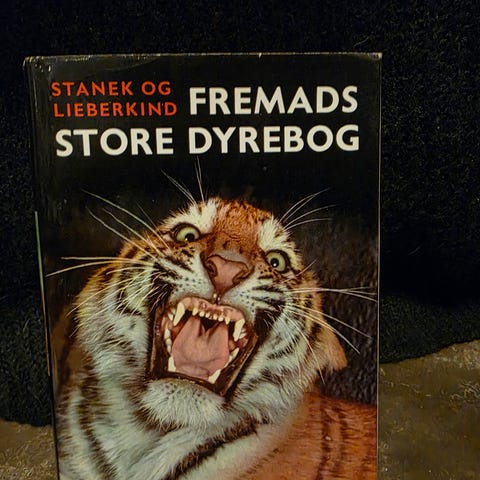 STANEK OG
LIEBERKIND
FREMADS
STORE DYREBOG